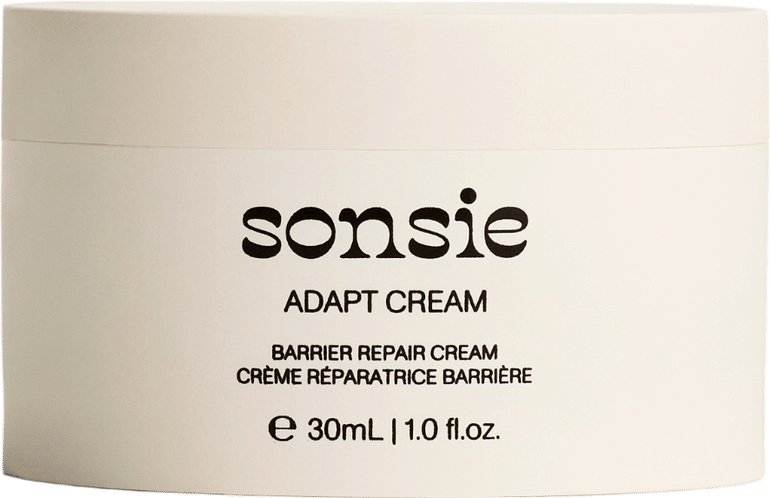 sonsie
ADAPT CREAM
BARRIER REPAIR CREAM
CRÈME RÉPARATRICE BARRIÈRE
℮ 30mL | 1.0 fl.oz.